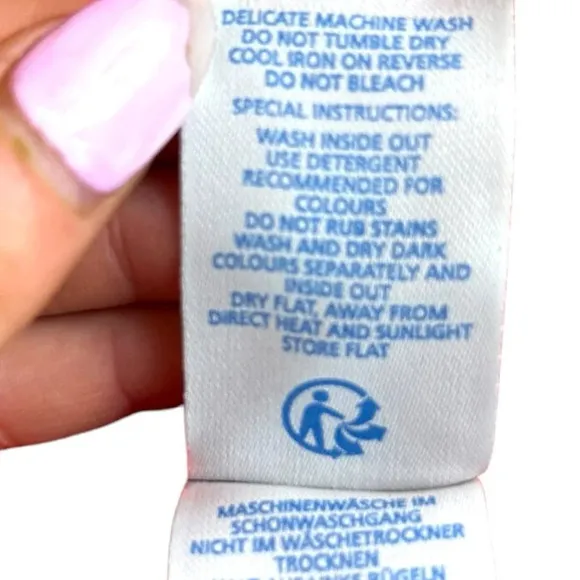 DELICATE MACHINE WASH
DO NOT TUMBLE DRY
COOL IRON ON REVERSE
DO NOT BLEACH
SPECIAL INSTRUCTIONS:
WASH INSIDE OUT
USE DETERGENT
RECOMMENDED FOR
COLOURS
DO NOT RUB STAINS
WASH AND DRY DARK
COLOURS SEPARATELY AND
INSIDE OUT
DRY FLAT, AWAY FROM
DIRECT HEAT AND SUNLIGHT
STORE FLAT
MASCHINENWÄSCHE IM
SCHONWASCHGANG
NICHT IM WÄSCHETROCKNER
TROCKNEN
BÜGELN